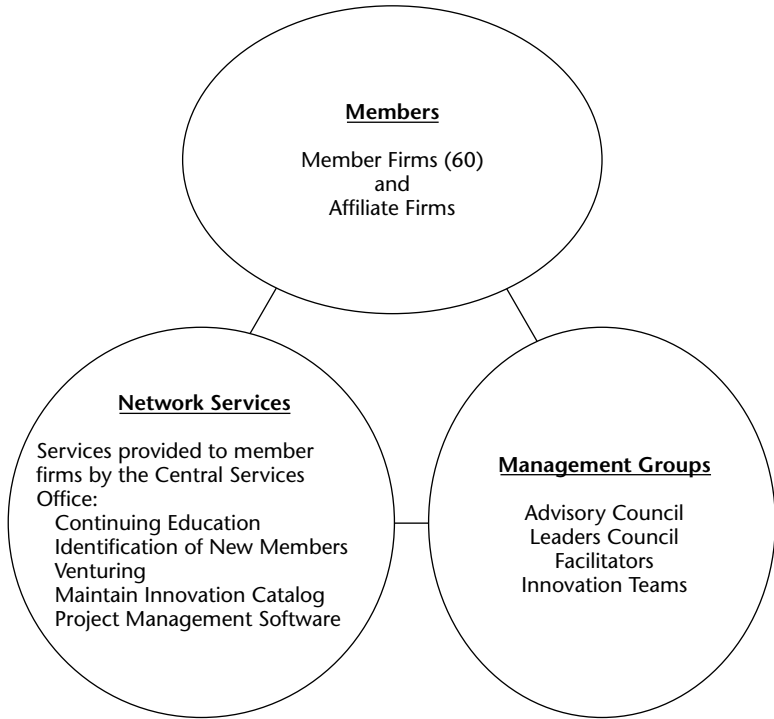 Members
Member Firms (60)
and
Affiliate Firms
Network Services
Services provided to member
firms by the Central Services
Office:
Continuing Education
Identification of New Members
Venturing
Maintain Innovation Catalog
Project Management Software
Management Groups
Advisory Council
Leaders Council
Facilitators
Innovation Teams